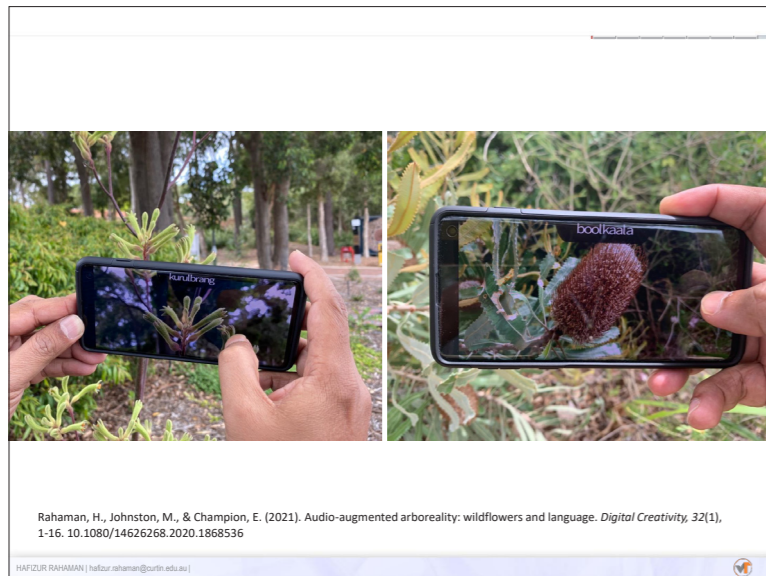 kurulbrang
boolkaata
Rahaman, H., Johnston, M., & Champion, E. (2021). Audio-augmented arboreality: wildflowers and language. Digital Creativity, 32(1),
1-16. 10.1080/14626268.2020.1868536
HAFIZUR RAHAMAN | hafizur.rahaman@curtin.edu.au |